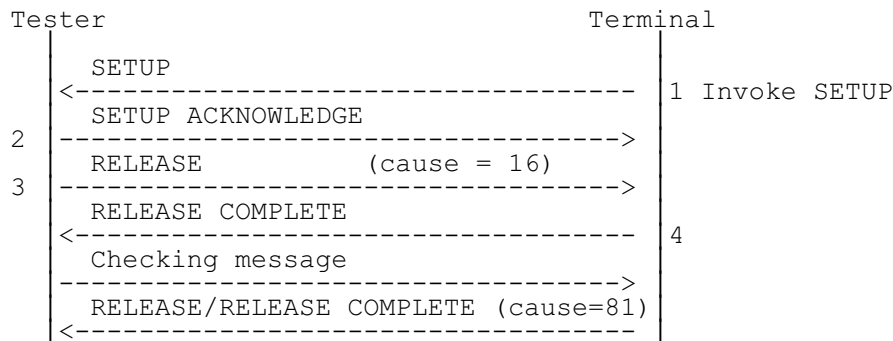 Tester Terminal
SETUP
<----------------------------------- 1 Invoke SETUP
SETUP ACKNOWLEDGE
2 ----------------------------------->
RELEASE (cause = 16)
3 ----------------------------------->
RELEASE COMPLETE
<----------------------------------- 4
Checking message
----------------------------------->
RELEASE/RELEASE COMPLETE (cause=81)
<-----------------------------------